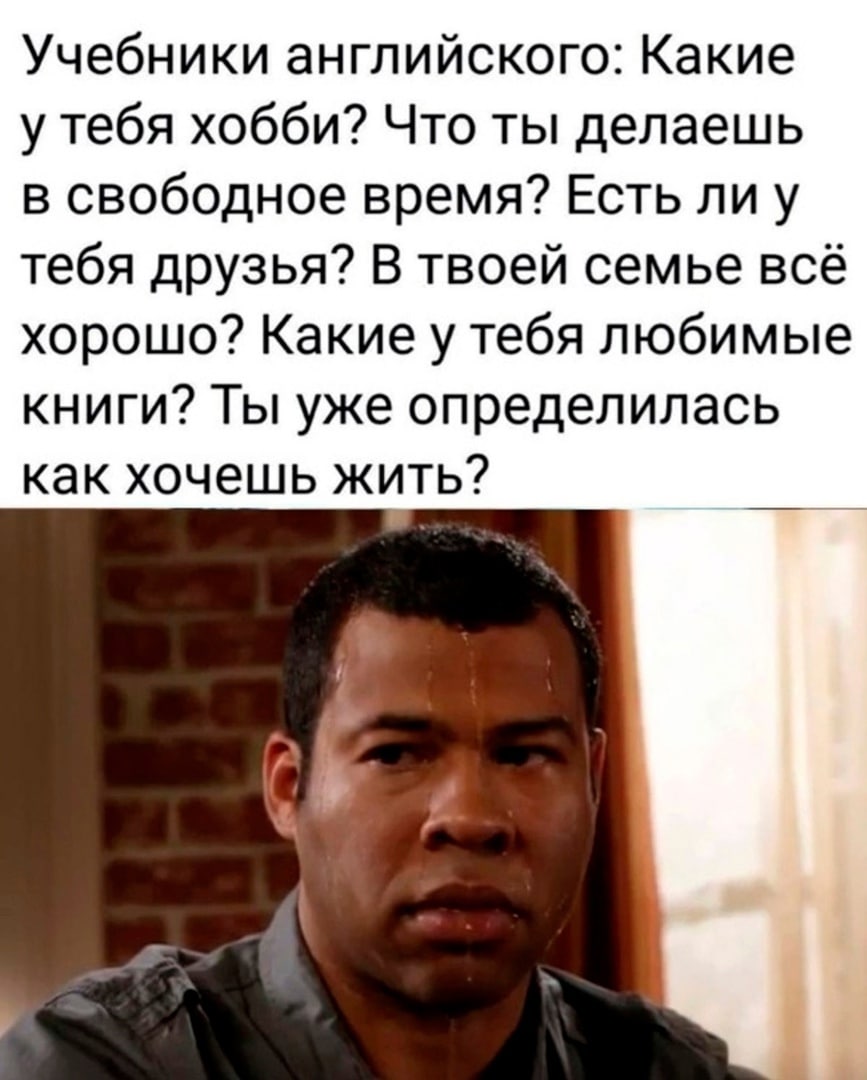 Учебники английского: Какие
у тебя хобби? Что ты делаешь
в свободное время? Есть ли у
тебя друзья? В твоей семье всё
хорошо? Какие у тебя любимые
книги? Ты уже определилась
как хочешь жить?